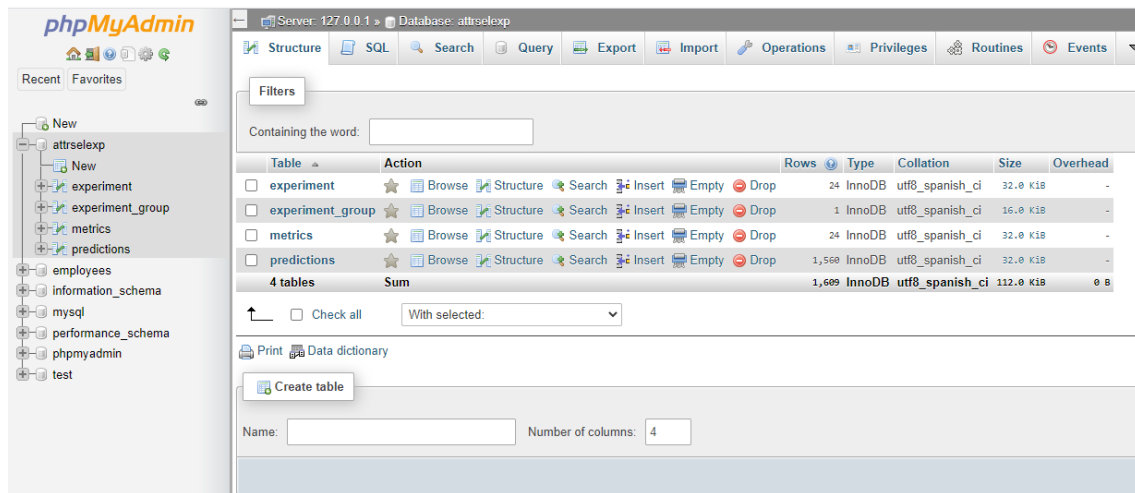 phpMyAdmin
Recent Favorites
New
attrselexp
New
experiment
experiment_group
metrics
predictions
employees
information_schema
mysql
performance_schema
phpmyadmin
test
Server: 127.0.0.1 » Database: attrselexp
Structure SQL Search Query Export Import Operations Privileges Routines Events
Filters
Containing the word:
Table Action Rows Type Collation Size Overhead
experiment Browse Structure Search Insert Empty Drop 24 InnoDB utf8_spanish_ci 32.0 KiB -
experiment_group Browse Structure Search Insert Empty Drop 1 InnoDB utf8_spanish_ci 16.0 KiB -
metrics Browse Structure Search Insert Empty Drop 24 InnoDB utf8_spanish_ci 32.0 KiB -
predictions Browse Structure Search Insert Empty Drop 1,560 InnoDB utf8_spanish_ci 32.0 KiB -
4 tables Sum 1,609 InnoDB utf8_spanish_ci 112.0 KiB 0 B
Check all With selected:
Print Data dictionary
Create table
Name: Number of columns: 4